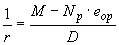 1/r = (M − N_p · e_op) / D